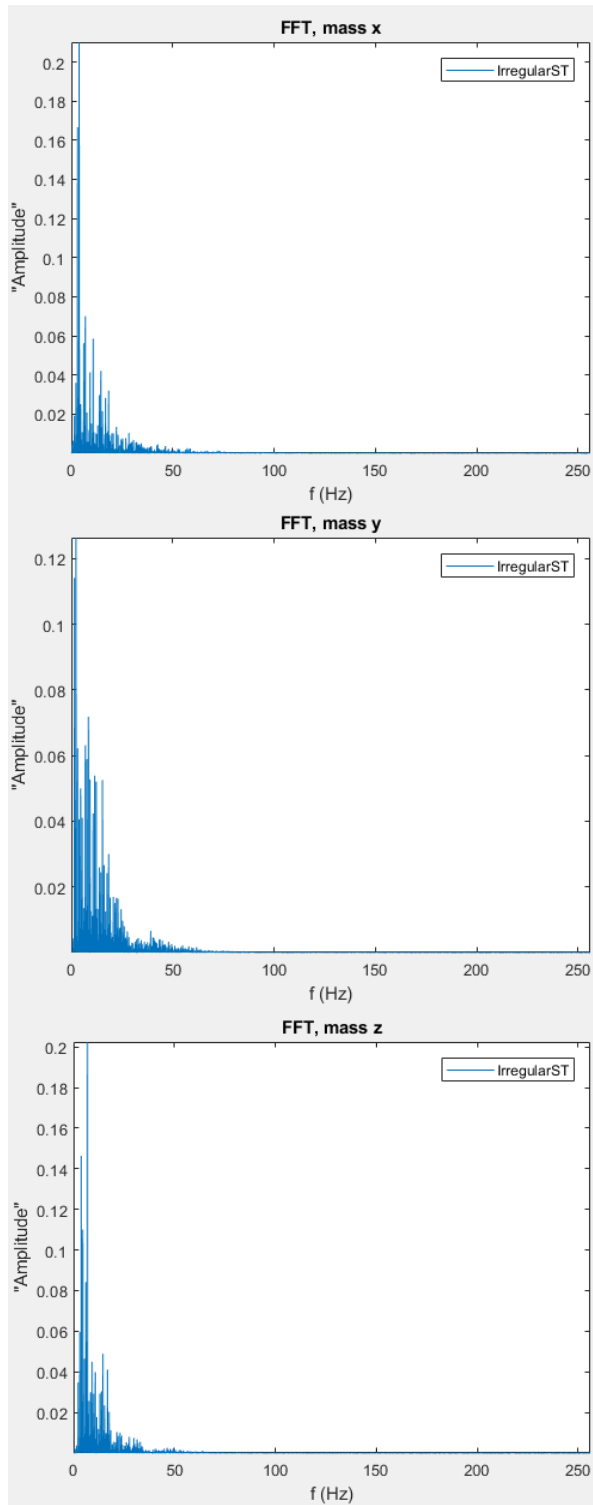 FFT, mass x
IrregularST
0.2
0.18
0.16
0.14
0.12
0.1
0.08
0.06
0.04
0.02
"Amplitude"
0 50 100 150 200 250
f (Hz)
FFT, mass y
IrregularST
0.12
0.1
0.08
0.06
0.04
0.02
"Amplitude"
0 50 100 150 200 250
f (Hz)
FFT, mass z
IrregularST
0.2
0.18
0.16
0.14
0.12
0.1
0.08
0.06
0.04
0.02
"Amplitude"
0 50 100 150 200 250
f (Hz)